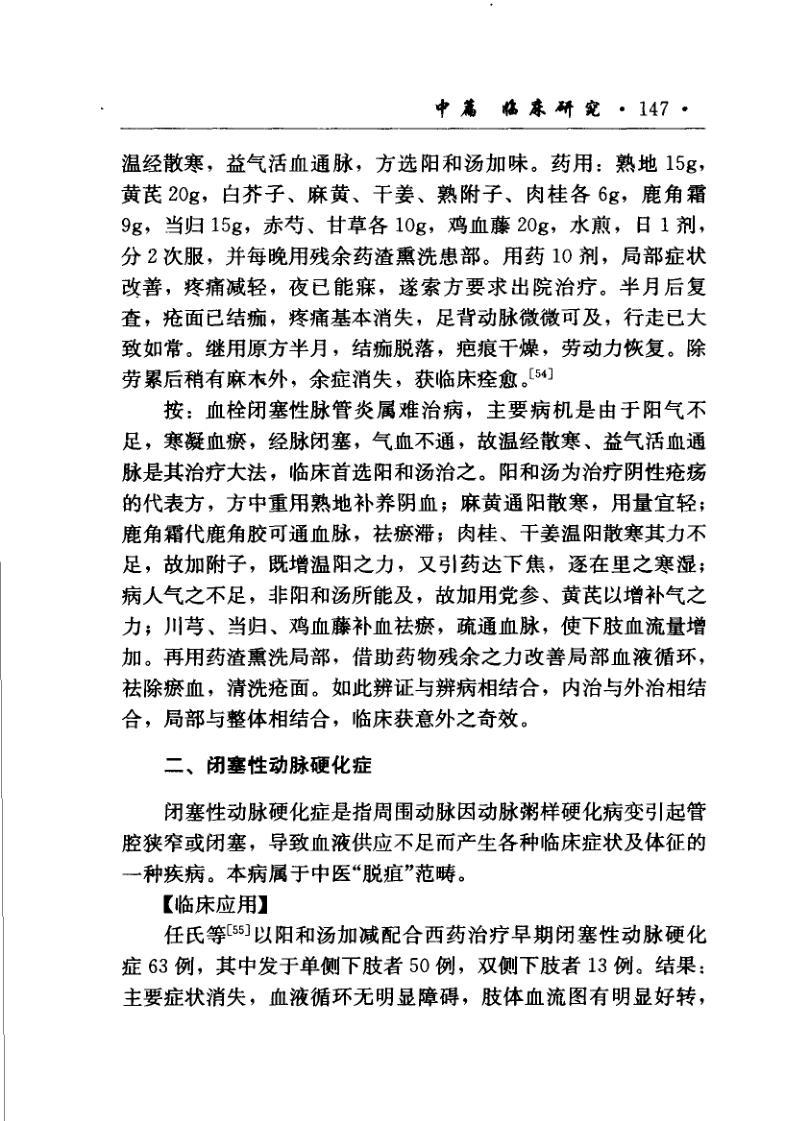 中篇 临床研究 · 147 ·
温经散寒，益气活血通脉，方选阳和汤加味。药用：熟地 15g，
黄芪 20g，白芥子、麻黄、干姜、熟附子、肉桂各 6g，鹿角霜
9g，当归 15g，赤芍、甘草各 10g，鸡血藤 20g，水煎，日 1 剂，
分 2 次服，并每晚用残余药渣熏洗患部。用药 10 剂，局部症状
改善，疼痛减轻，夜已能寐，遂索方要求出院治疗。半月后复
查，疮面已结痂，疼痛基本消失，足背动脉微微可及，行走已大
致如常。继用原方半月，结痂脱落，疤痕干燥，劳动力恢复。除
劳累后稍有麻木外，余症消失，获临床痊愈。[54]
按：血栓闭塞性脉管炎属难治病，主要病机是由于阳气不
足，寒凝血瘀，经脉闭塞，气血不通，故温经散寒、益气活血通
脉是其治疗大法，临床首选阳和汤治之。阳和汤为治疗阴性疮疡
的代表方，方中重用熟地补养阴血；麻黄通阳散寒，用量宜轻；
鹿角霜代鹿角胶可通血脉，祛瘀滞；肉桂、干姜温阳散寒其力不
足，故加附子，既增温阳之力，又引药达下焦，逐在里之寒湿；
病人气之不足，非阳和汤所能及，故加用党参、黄芪以增补气之
力；川芎、当归、鸡血藤补血祛瘀，疏通血脉，使下肢血流量增
加。再用药渣熏洗局部，借助药物残余之力改善局部血液循环，
祛除瘀血，清洗疮面。如此辨证与辨病相结合，内治与外治相结
合，局部与整体相结合，临床获意外之奇效。
二、闭塞性动脉硬化症
闭塞性动脉硬化症是指周围动脉因动脉粥样硬化病变引起管
腔狭窄或闭塞，导致血液供应不足而产生各种临床症状及体征的
一种疾病。本病属于中医“脱疽”范畴。
【临床应用】
任氏等[55]以阳和汤加减配合西药治疗早期闭塞性动脉硬化
症 63 例，其中发于单侧下肢者 50 例，双侧下肢者 13 例。结果：
主要症状消失，血液循环无明显障碍，肢体血流图有明显好转，